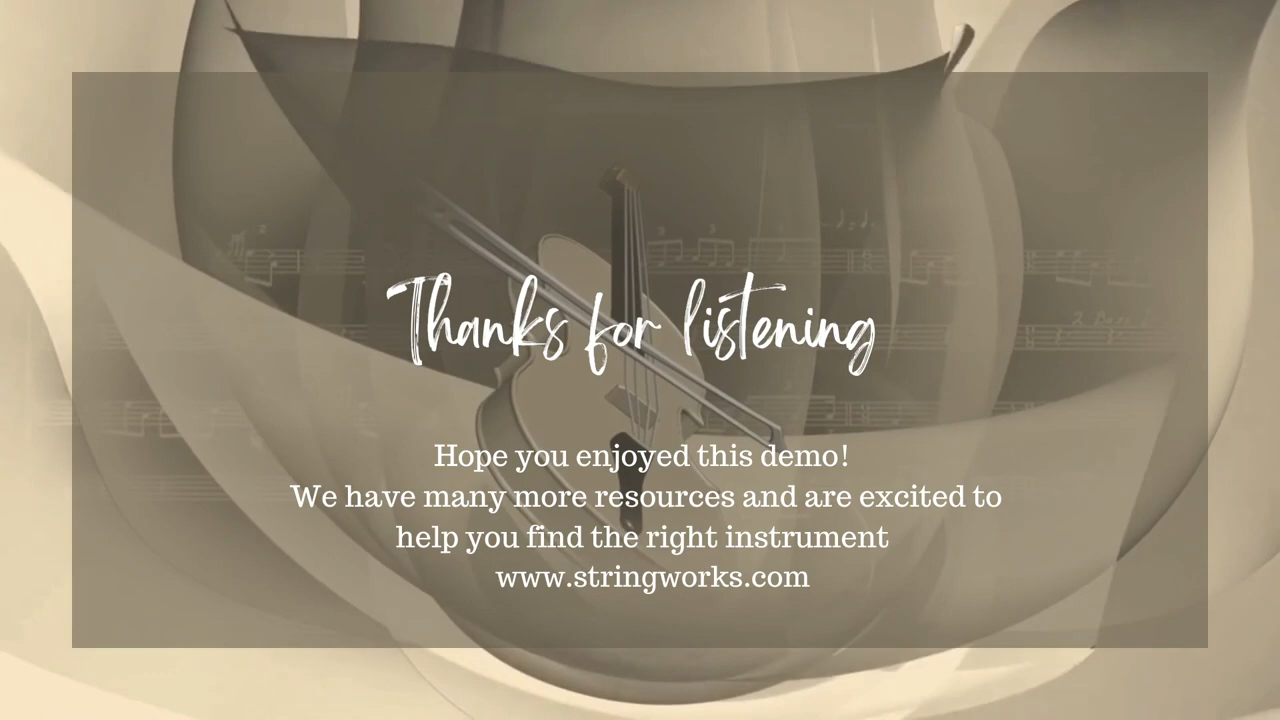 Thanks for listening
Hope you enjoyed this demo!
We have many more resources and are excited to
help you find the right instrument
www.stringworks.com